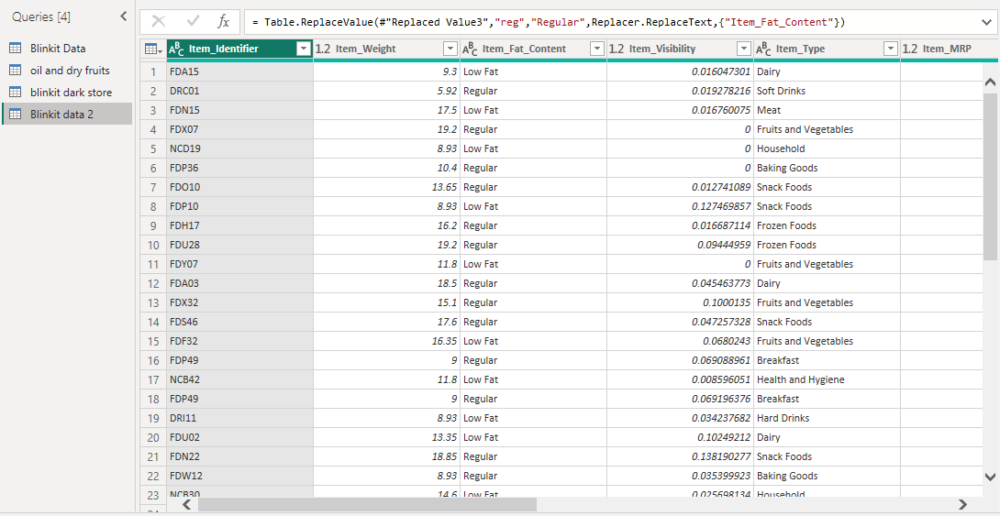 Queries [4]
Blinkit Data
oil and dry fruits
blinkit dark store
Blinkit data 2
fx
= Table.ReplaceValue(#"Replaced Value3","reg","Regular",Replacer.ReplaceText,{"Item_Fat_Content"})
ABC Item_Identifier 1.2 Item_Weight ABC Item_Fat_Content 1.2 Item_Visibility ABC Item_Type 1.2 Item_MRP
1 FDA15 9.3 Low Fat 0.016047301 Dairy
2 DRC01 5.92 Regular 0.019278216 Soft Drinks
3 FDN15 17.5 Low Fat 0.016760075 Meat
4 FDX07 19.2 Regular 0 Fruits and Vegetables
5 NCD19 8.93 Low Fat 0 Household
6 FDP36 10.4 Regular 0 Baking Goods
7 FDO10 13.65 Regular 0.012741089 Snack Foods
8 FDP10 8.93 Low Fat 0.127469857 Snack Foods
9 FDH17 16.2 Regular 0.016687114 Frozen Foods
10 FDU28 19.2 Regular 0.09444959 Frozen Foods
11 FDY07 11.8 Low Fat 0 Fruits and Vegetables
12 FDA03 18.5 Regular 0.045463773 Dairy
13 FDX32 15.1 Regular 0.1000135 Fruits and Vegetables
14 FDS46 17.6 Regular 0.047257328 Snack Foods
15 FDF32 16.35 Low Fat 0.0680243 Fruits and Vegetables
16 FDP49 9 Regular 0.069088961 Breakfast
17 NCB42 11.8 Low Fat 0.008596051 Health and Hygiene
18 FDP49 9 Regular 0.069196376 Breakfast
19 DRI11 8.93 Low Fat 0.034237682 Hard Drinks
20 FDU02 13.35 Low Fat 0.10249212 Dairy
21 FDN22 18.85 Regular 0.138190277 Snack Foods
22 FDW12 8.93 Regular 0.035399923 Baking Goods
23 NCB30 14.6 Low Fat 0.025698134 Household
24